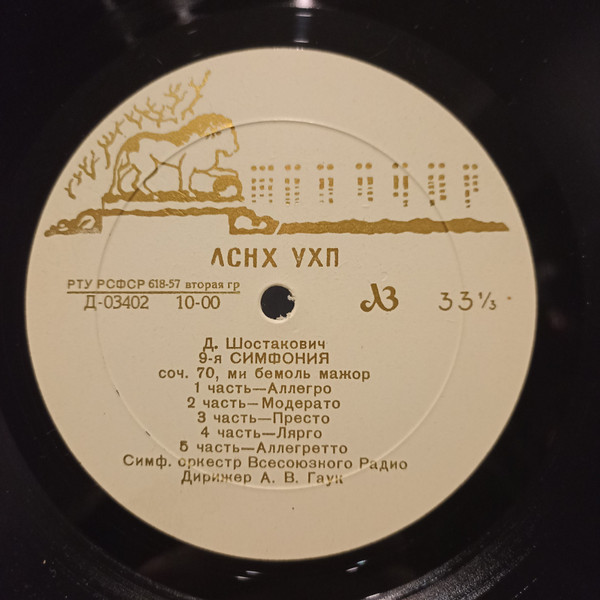 ЛСНХ УХП
РТУ РСФСР 618-57 вторая гр
Д-03402 10-00
ЛЗ 33⅓
Д. Шостакович
9-я СИМФОНИЯ
соч. 70, ми бемоль мажор
1 часть—Аллегро
2 часть—Модерато
3 часть—Престо
4 часть—Лярго
5 часть—Аллегретто
Симф. оркестр Всесоюзного Радио
Дирижер А. В. Гаук